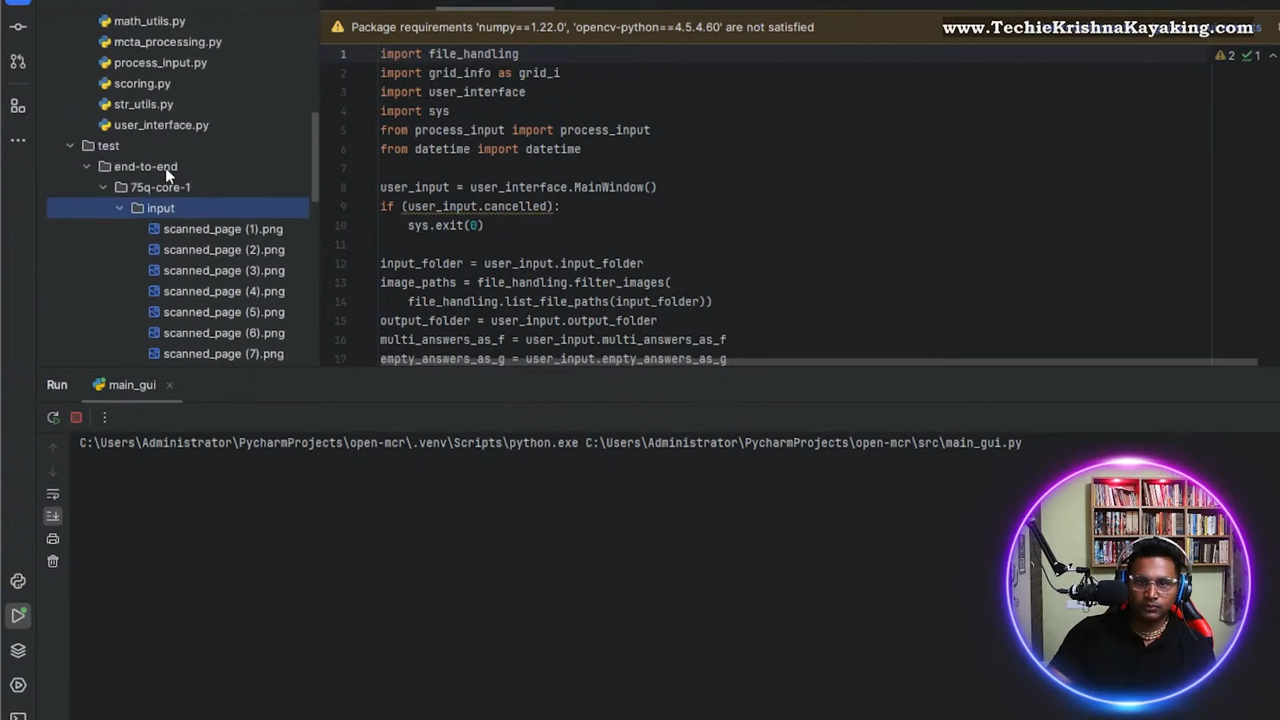 math_utils.py
mcta_processing.py
process_input.py
scoring.py
str_utils.py
user_interface.py
test
end-to-end
75q-core-1
input
scanned_page (1).png
scanned_page (2).png
scanned_page (3).png
scanned_page (4).png
scanned_page (5).png
scanned_page (6).png
scanned_page (7).png
Package requirements 'numpy==1.22.0', 'opencv-python==4.5.4.60' are not satisfied
www.TechieKrishnaKayaking.com
2 1
1 import file_handling
2 import grid_info as grid_i
3 import user_interface
4 import sys
5 from process_input import process_input
6 from datetime import datetime
7
8 user_input = user_interface.MainWindow()
9 if (user_input.cancelled):
10 sys.exit(0)
11
12 input_folder = user_input.input_folder
13 image_paths = file_handling.filter_images(
14 file_handling.list_file_paths(input_folder))
15 output_folder = user_input.output_folder
16 multi_answers_as_f = user_input.multi_answers_as_f
17 empty_answers_as_g = user_input.empty_answers_as_g
Run main_gui
C:\Users\Administrator\PycharmProjects\open-mcr\.venv\Scripts\python.exe C:\Users\Administrator\PycharmProjects\open-mcr\src\main_gui.py